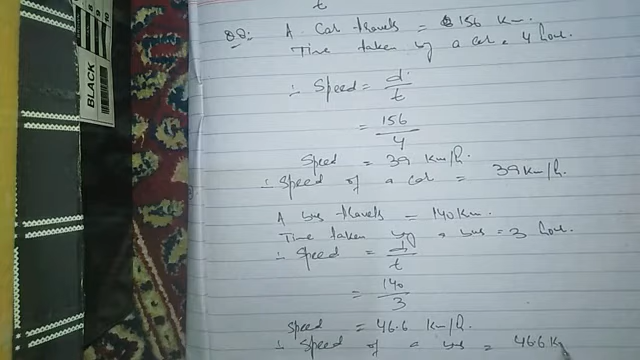 t
Q2: A Car travels = 156 Km.
Time taken by a car = 4 hour.
∴ Speed = d/t
= 156/4
Speed = 39 Km/h.
∴ Speed of a car = 39 Km/h.
A bus travels = 140 Km.
Time taken by a bus = 3 hour.
∴ Speed = d/t
= 140/3
Speed = 46.6 Km/h.
∴ Speed of a bus = 46.6 K
BLACK